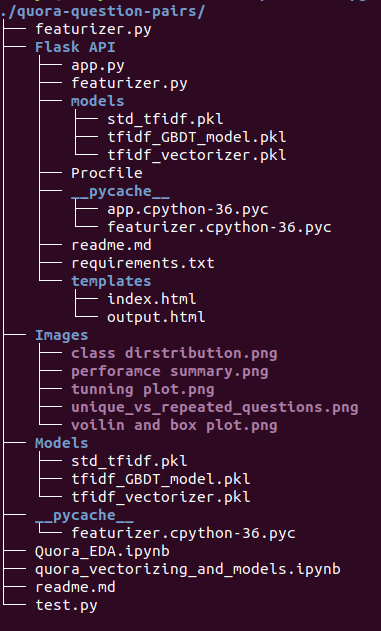 ./quora-question-pairs/
├── featurizer.py
├── Flask API
│   ├── app.py
│   ├── featurizer.py
│   ├── models
│   │   ├── std_tfidf.pkl
│   │   ├── tfidf_GBDT_model.pkl
│   │   └── tfidf_vectorizer.pkl
│   ├── Procfile
│   ├── __pycache__
│   │   ├── app.cpython-36.pyc
│   │   └── featurizer.cpython-36.pyc
│   ├── readme.md
│   ├── requirements.txt
│   └── templates
│       ├── index.html
│       └── output.html
├── Images
│   ├── class dirstribution.png
│   ├── perforamce summary.png
│   ├── tunning plot.png
│   ├── unique_vs_repeated_questions.png
│   └── voilin and box plot.png
├── Models
│   ├── std_tfidf.pkl
│   ├── tfidf_GBDT_model.pkl
│   └── tfidf_vectorizer.pkl
├── __pycache__
│   └── featurizer.cpython-36.pyc
├── Quora_EDA.ipynb
├── quora_vectorizing_and_models.ipynb
├── readme.md
└── test.py